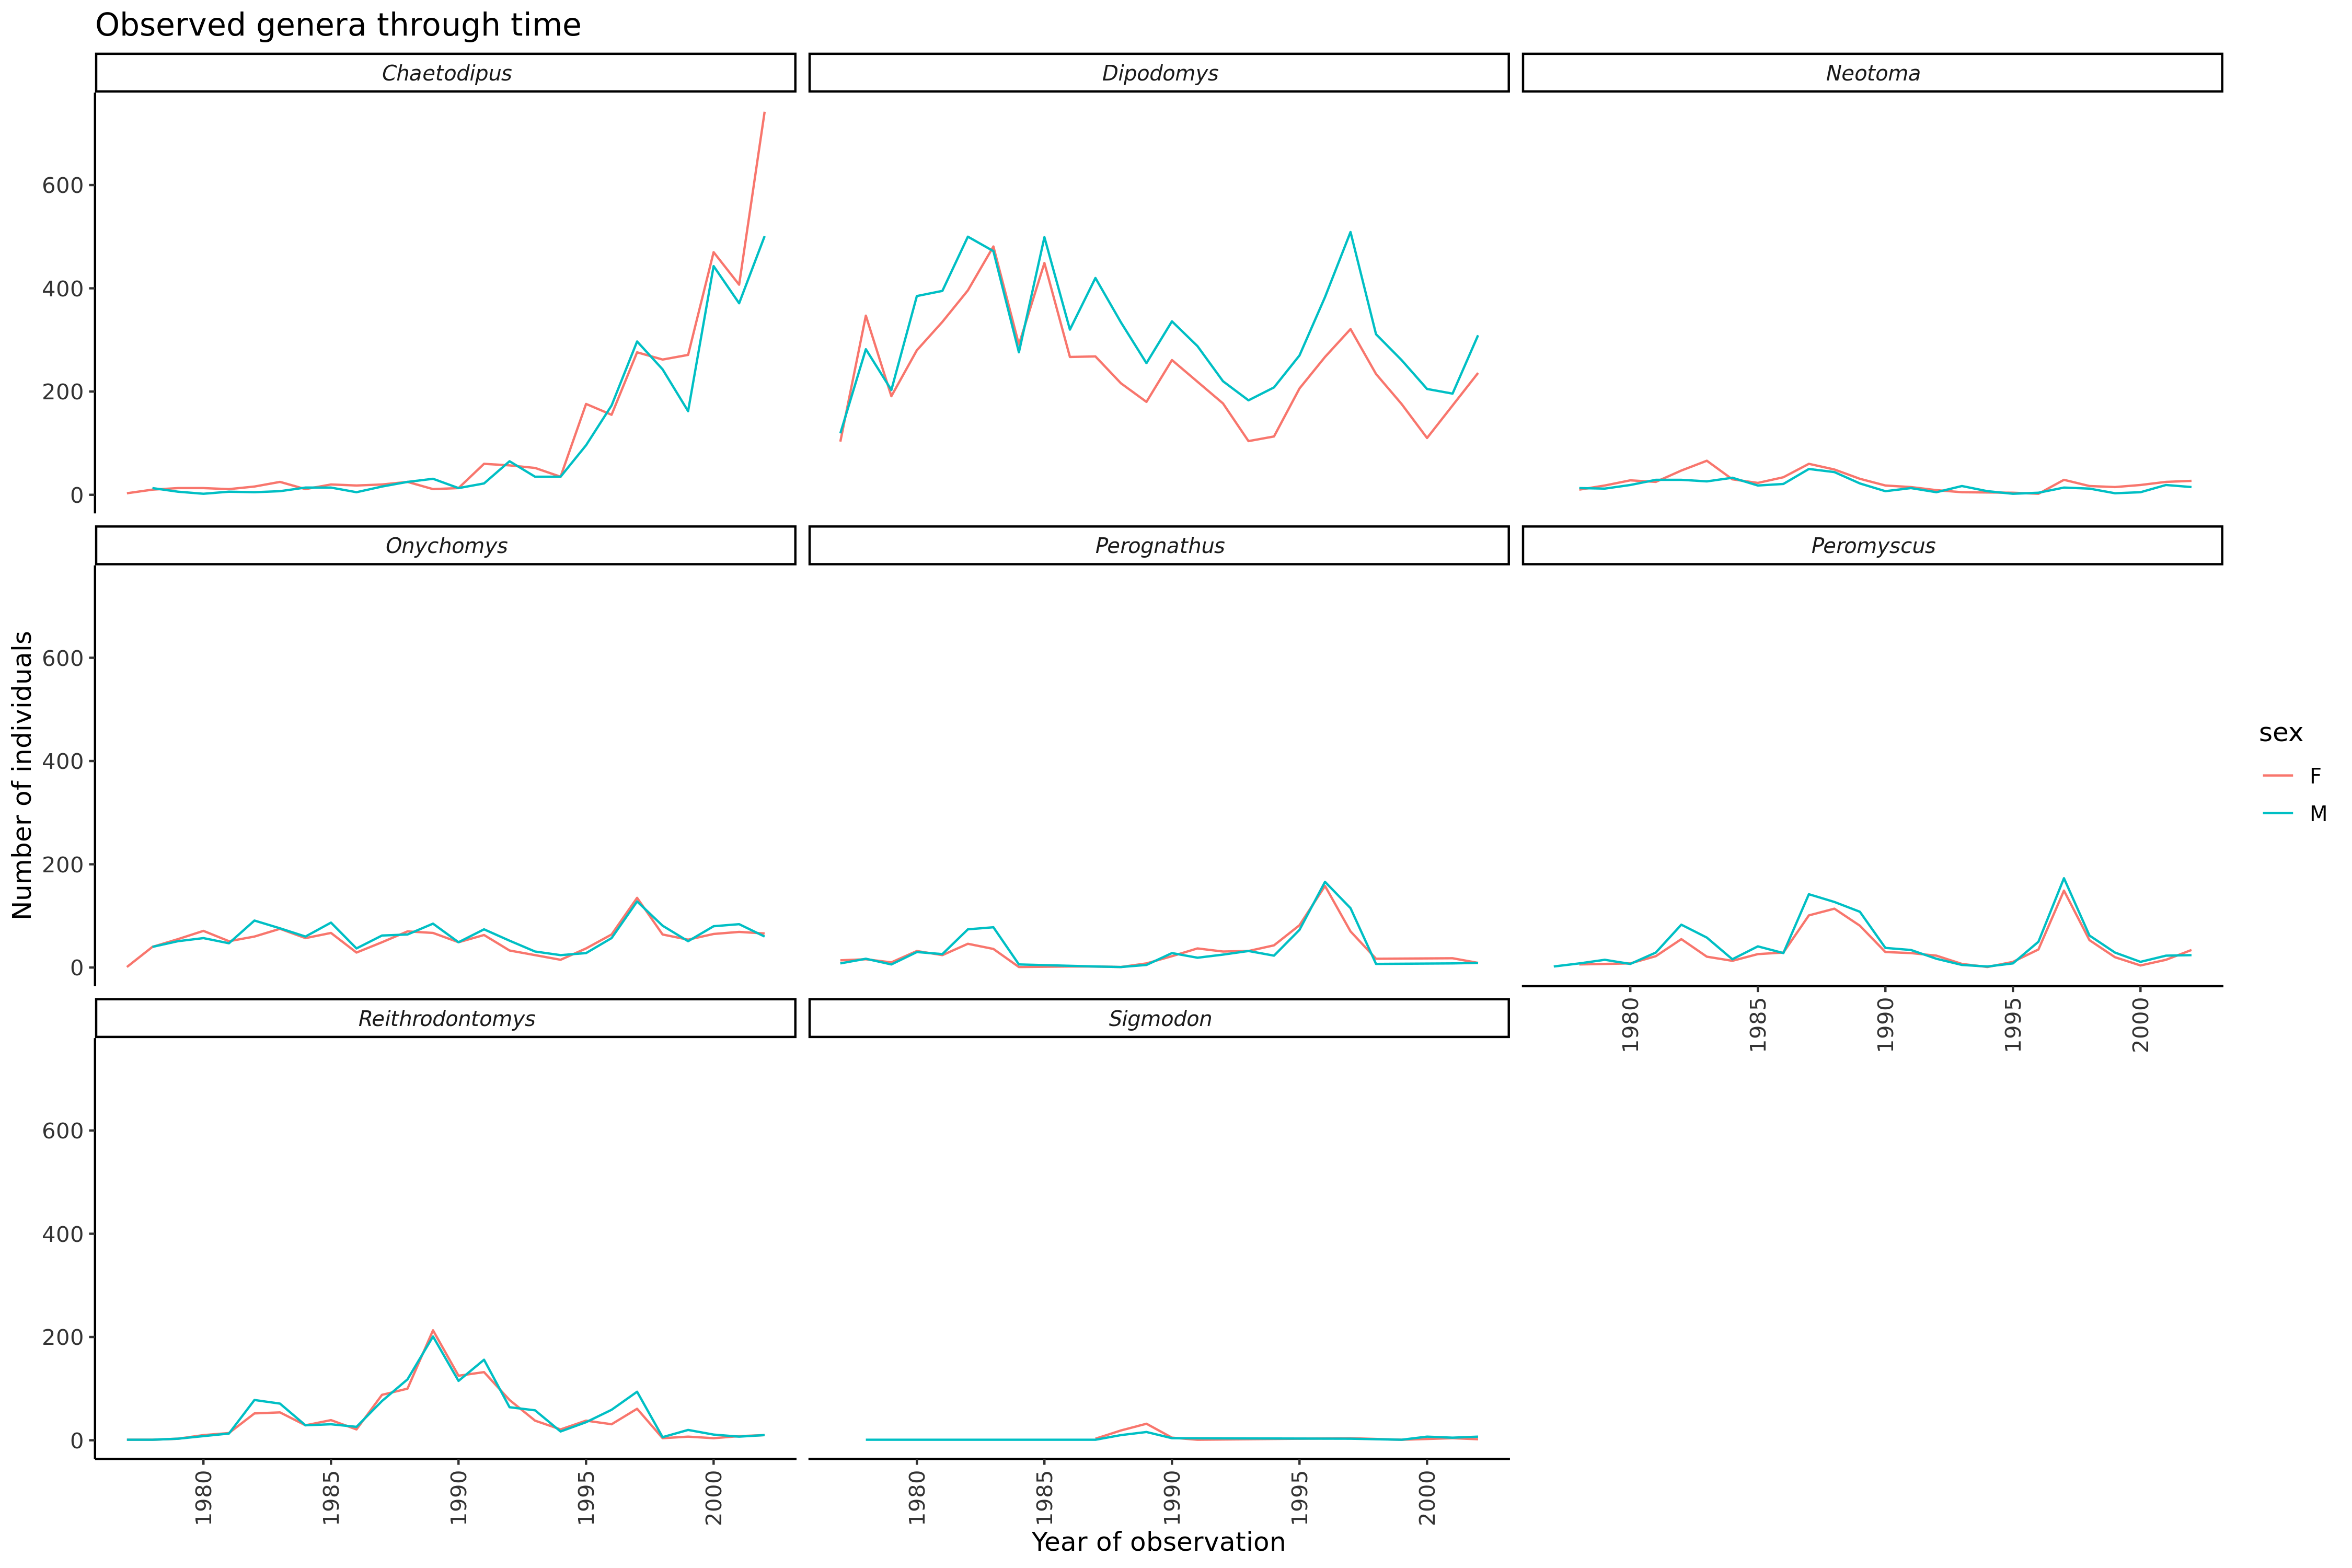 Observed genera through time
Chaetodipus
Dipodomys
Neotoma
600
400
200
0
Onychomys
Perognathus
Peromyscus
Number of individuals
600
400
200
0
sex
F
M
1980
1985
1990
1995
2000
Reithrodontomys
Sigmodon
600
400
200
0
1980
1985
1990
1995
2000
1980
1985
1990
1995
2000
Year of observation